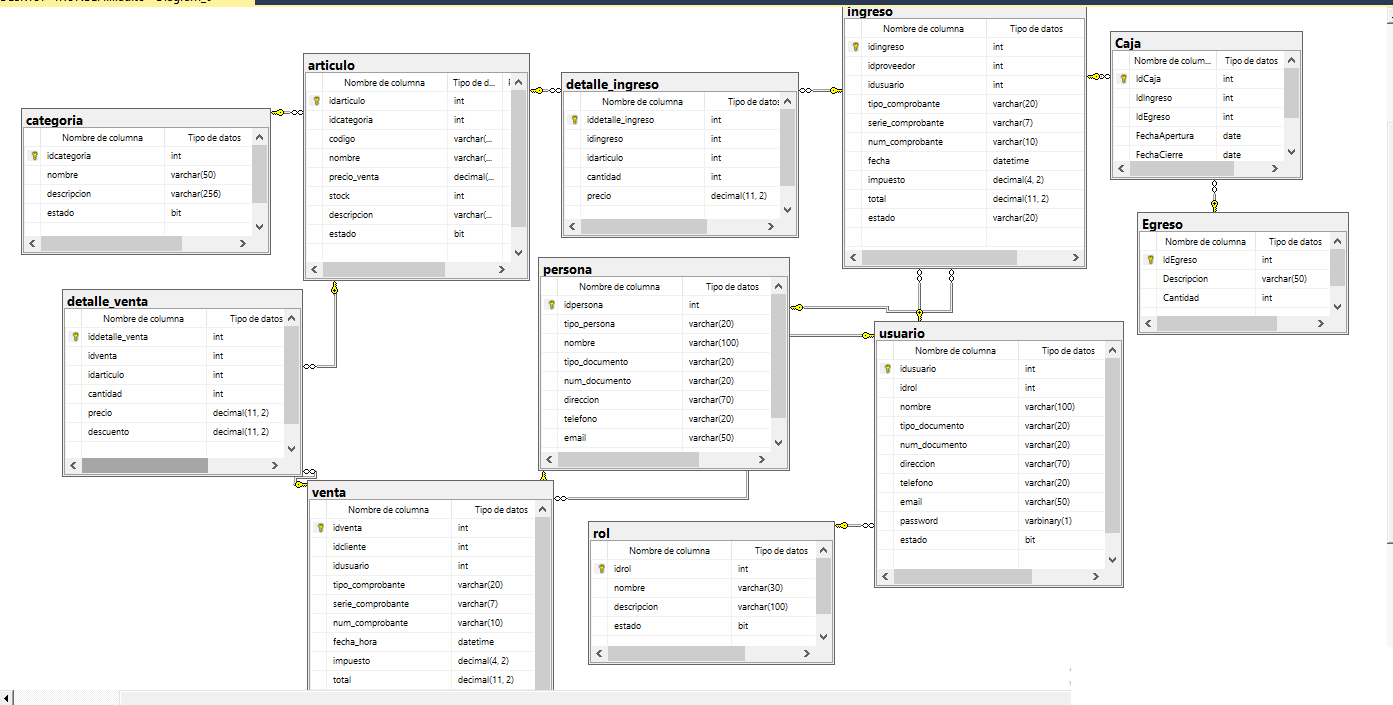 categoria
Nombre de columna Tipo de datos
idcategoria int
nombre varchar(50)
descripcion varchar(256)
estado bit
articulo
Nombre de columna Tipo de d...
idarticulo int
idcategoria int
codigo varchar(...
nombre varchar(...
precio_venta decimal(...
stock int
descripcion varchar(...
estado bit
detalle_ingreso
Nombre de columna Tipo de datos
iddetalle_ingreso int
idingreso int
idarticulo int
cantidad int
precio decimal(11, 2)
ingreso
Nombre de columna Tipo de datos
idingreso int
idproveedor int
idusuario int
tipo_comprobante varchar(20)
serie_comprobante varchar(7)
num_comprobante varchar(10)
fecha datetime
impuesto decimal(4, 2)
total decimal(11, 2)
estado varchar(20)
Caja
Nombre de colum... Tipo de datos
IdCaja int
IdIngreso int
IdEgreso int
FechaApertura date
FechaCierre date
Egreso
Nombre de columna Tipo de datos
IdEgreso int
Descripcion varchar(50)
Cantidad int
detalle_venta
Nombre de columna Tipo de datos
iddetalle_venta int
idventa int
idarticulo int
cantidad int
precio decimal(11, 2)
descuento decimal(11, 2)
persona
Nombre de columna Tipo de datos
idpersona int
tipo_persona varchar(20)
nombre varchar(100)
tipo_documento varchar(20)
num_documento varchar(20)
direccion varchar(70)
telefono varchar(20)
email varchar(50)
usuario
Nombre de columna Tipo de datos
idusuario int
idrol int
nombre varchar(100)
tipo_documento varchar(20)
num_documento varchar(20)
direccion varchar(70)
telefono varchar(20)
email varchar(50)
password varbinary(1)
estado bit
venta
Nombre de columna Tipo de datos
idventa int
idcliente int
idusuario int
tipo_comprobante varchar(20)
serie_comprobante varchar(7)
num_comprobante varchar(10)
fecha_hora datetime
impuesto decimal(4, 2)
total decimal(11, 2)
rol
Nombre de columna Tipo de datos
idrol int
nombre varchar(30)
descripcion varchar(100)
estado bit